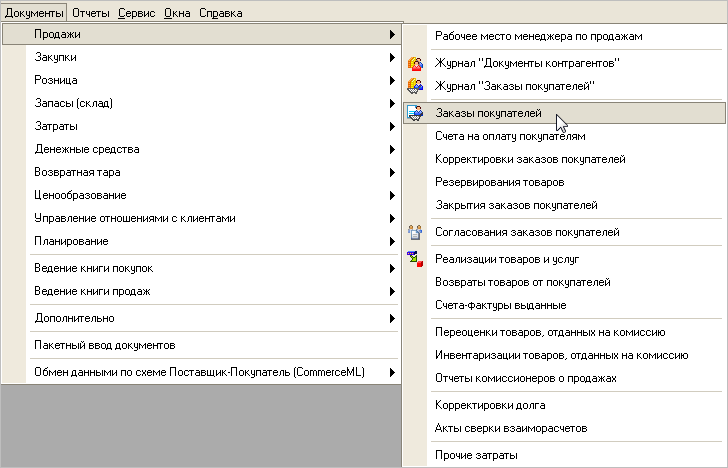 Документы Отчеты Сервис Окна Справка
Продажи
Закупки
Розница
Запасы (склад)
Затраты
Денежные средства
Возвратная тара
Ценообразование
Управление отношениями с клиентами
Планирование
Ведение книги покупок
Ведение книги продаж
Дополнительно
Пакетный ввод документов
Обмен данными по схеме Поставщик-Покупатель (CommerceML)
Рабочее место менеджера по продажам
Журнал "Документы контрагентов"
Журнал "Заказы покупателей"
Заказы покупателей
Счета на оплату покупателям
Корректировки заказов покупателей
Резервирования товаров
Закрытия заказов покупателей
Согласования заказов покупателей
Реализации товаров и услуг
Возвраты товаров от покупателей
Счета-фактуры выданные
Переоценки товаров, отданных на комиссию
Инвентаризации товаров, отданных на комиссию
Отчеты комиссионеров о продажах
Корректировки долга
Акты сверки взаиморасчетов
Прочие затраты